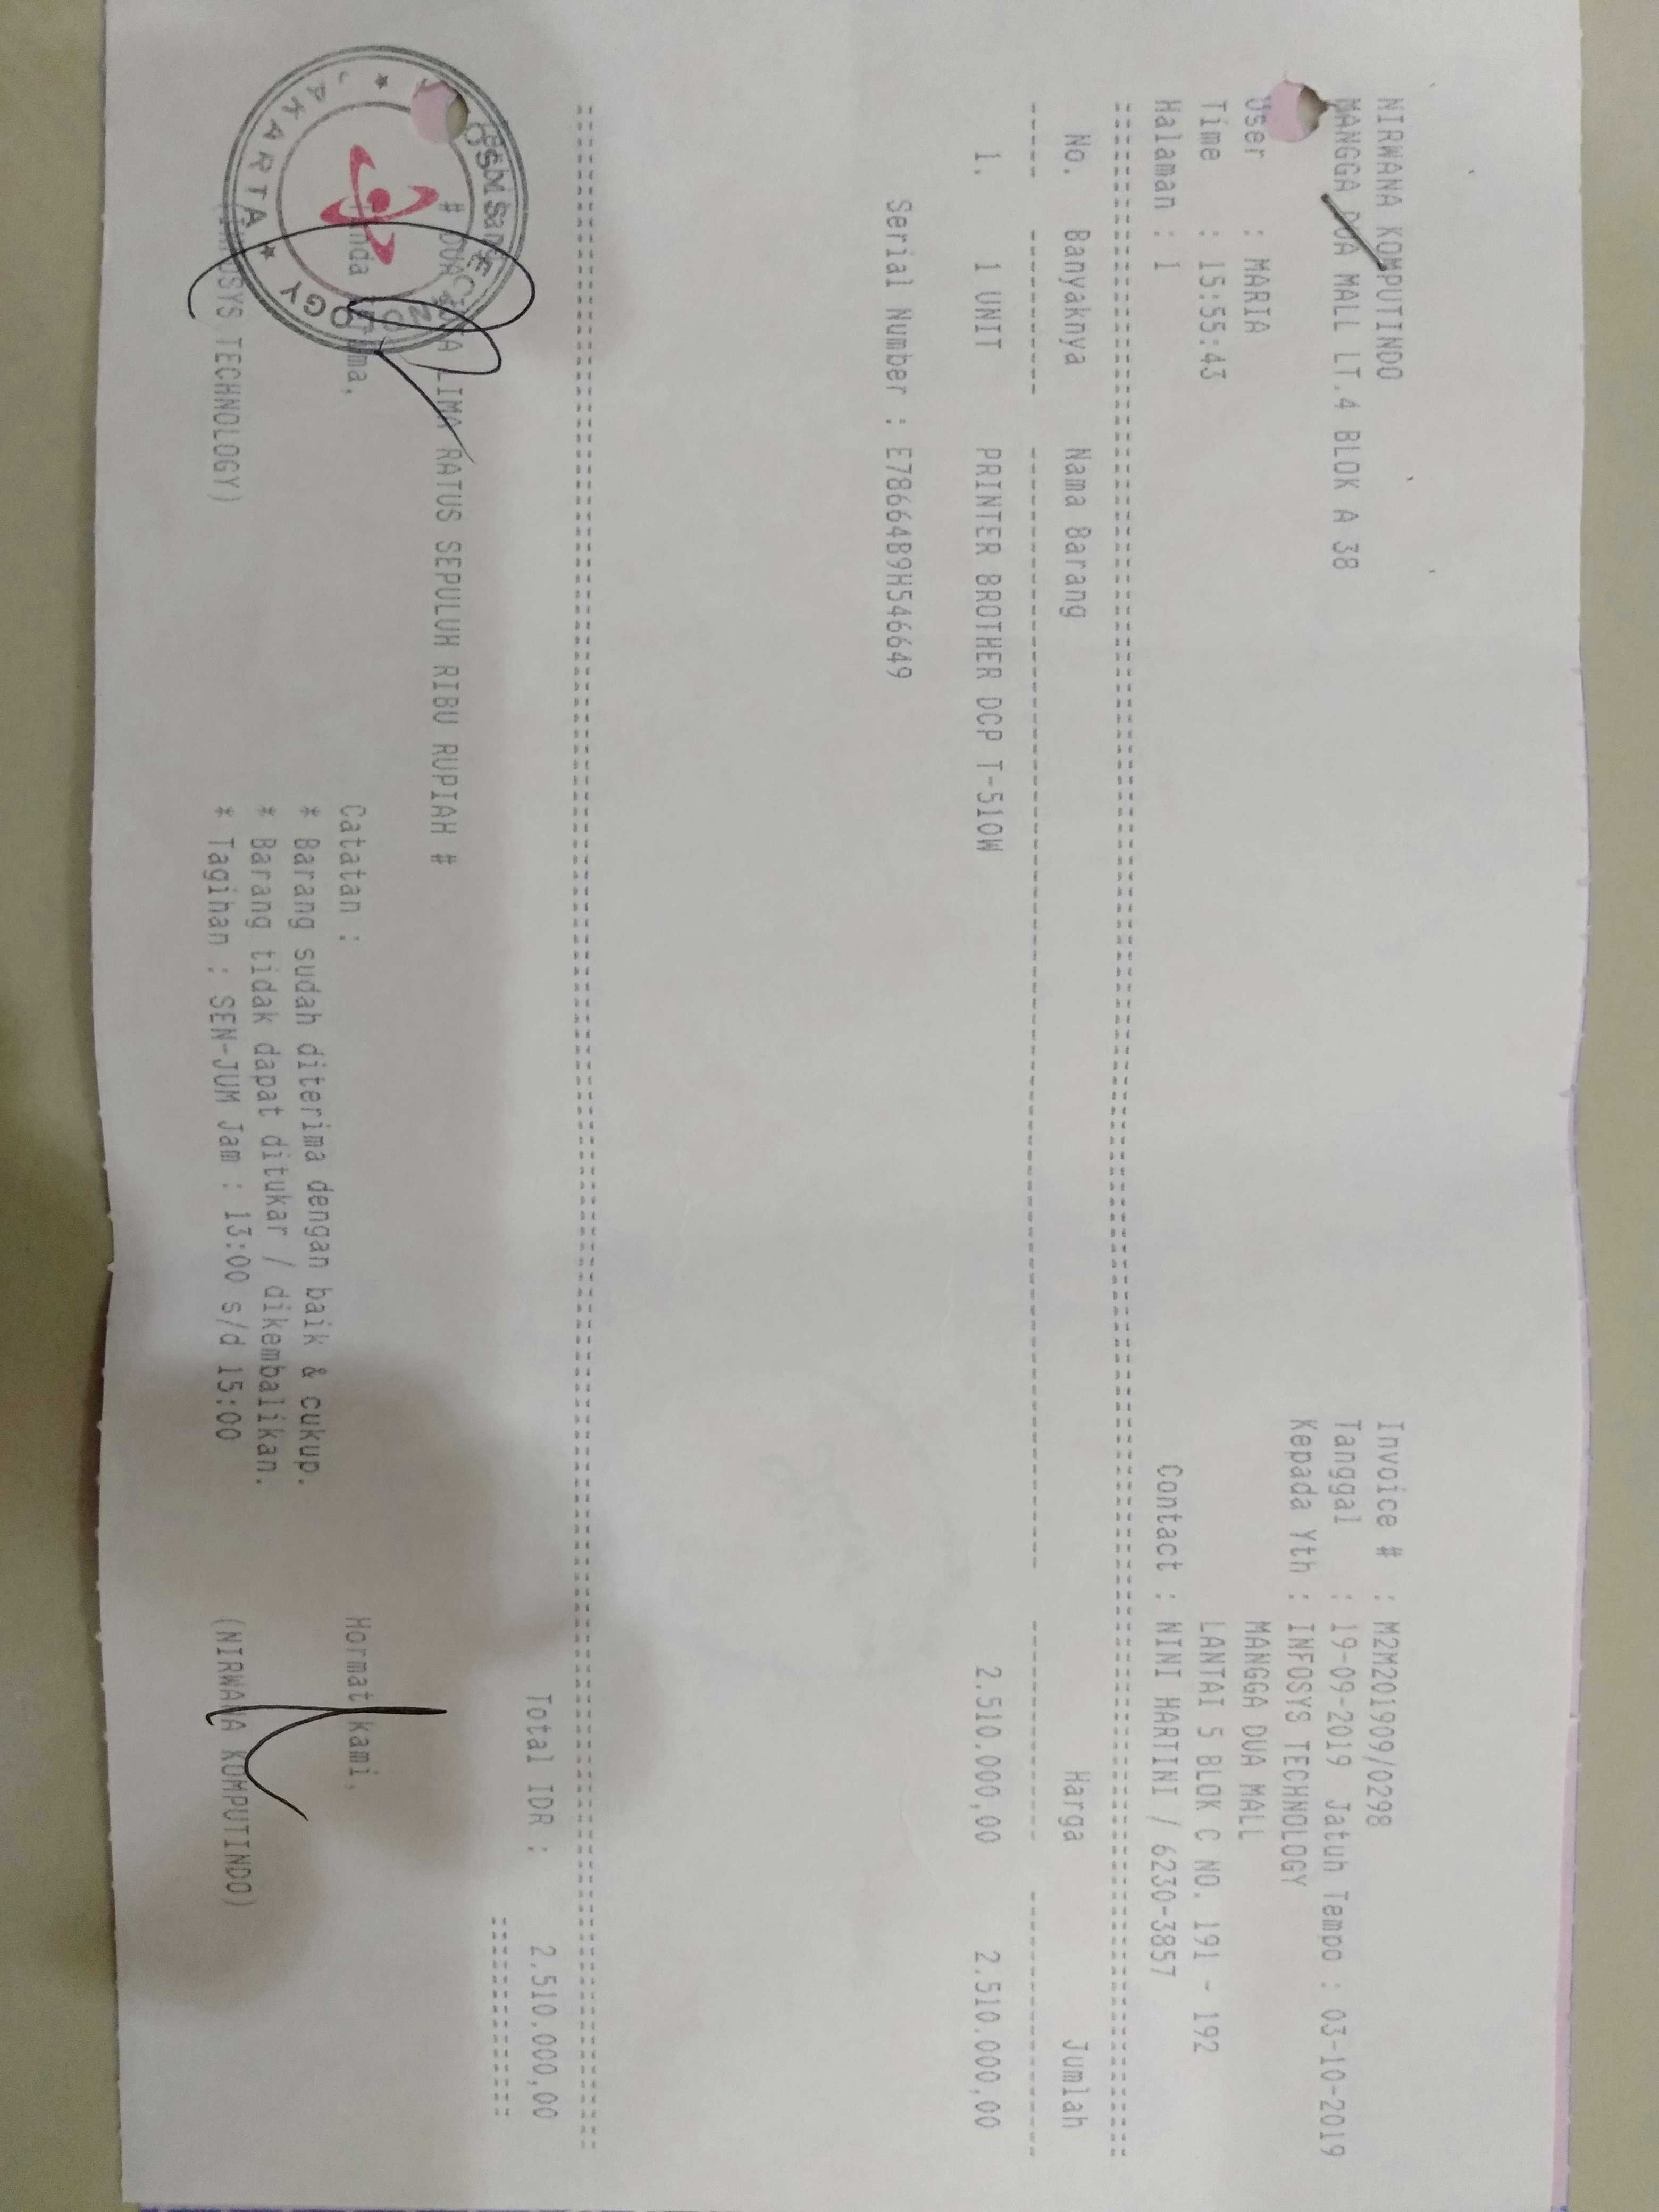 NIRWANA KOMPUTINDO
MANGGA DUA MALL LT.4 BLOK A 38
User : MARIA
Time : 15:55:43
Halaman : 1
Invoice # : M2M201909/0298
Tanggal : 19-09-2019 Jatuh Tempo : 03-10-2019
Kepada Yth : INFOSYS TECHNOLOGY
MANGGA DUA MALL
LANTAI 5 BLOK C NO. 191 - 192
Contact : NINI HARTINI / 6230-3857
No. Banyaknya Nama Barang Harga Jumlah
1. 1 UNIT PRINTER BROTHER DCP T-510W 2.510.000,00 2.510.000,00
Serial Number : E78664B9H546649
Total IDR : 2.510.000,00
# DUA LIMA RATUS SEPULUH RIBU RUPIAH #
JAKARTA
Catatan :
* Barang sudah diterima dengan baik & cukup.
* Barang tidak dapat ditukar / dikembalikan.
* Tagihan : SEN-JUM Jam : 13:00 s/d 15:00
Hormat kami,
TECHNOLOGY)
(NIRWANA KOMPUTINDO)